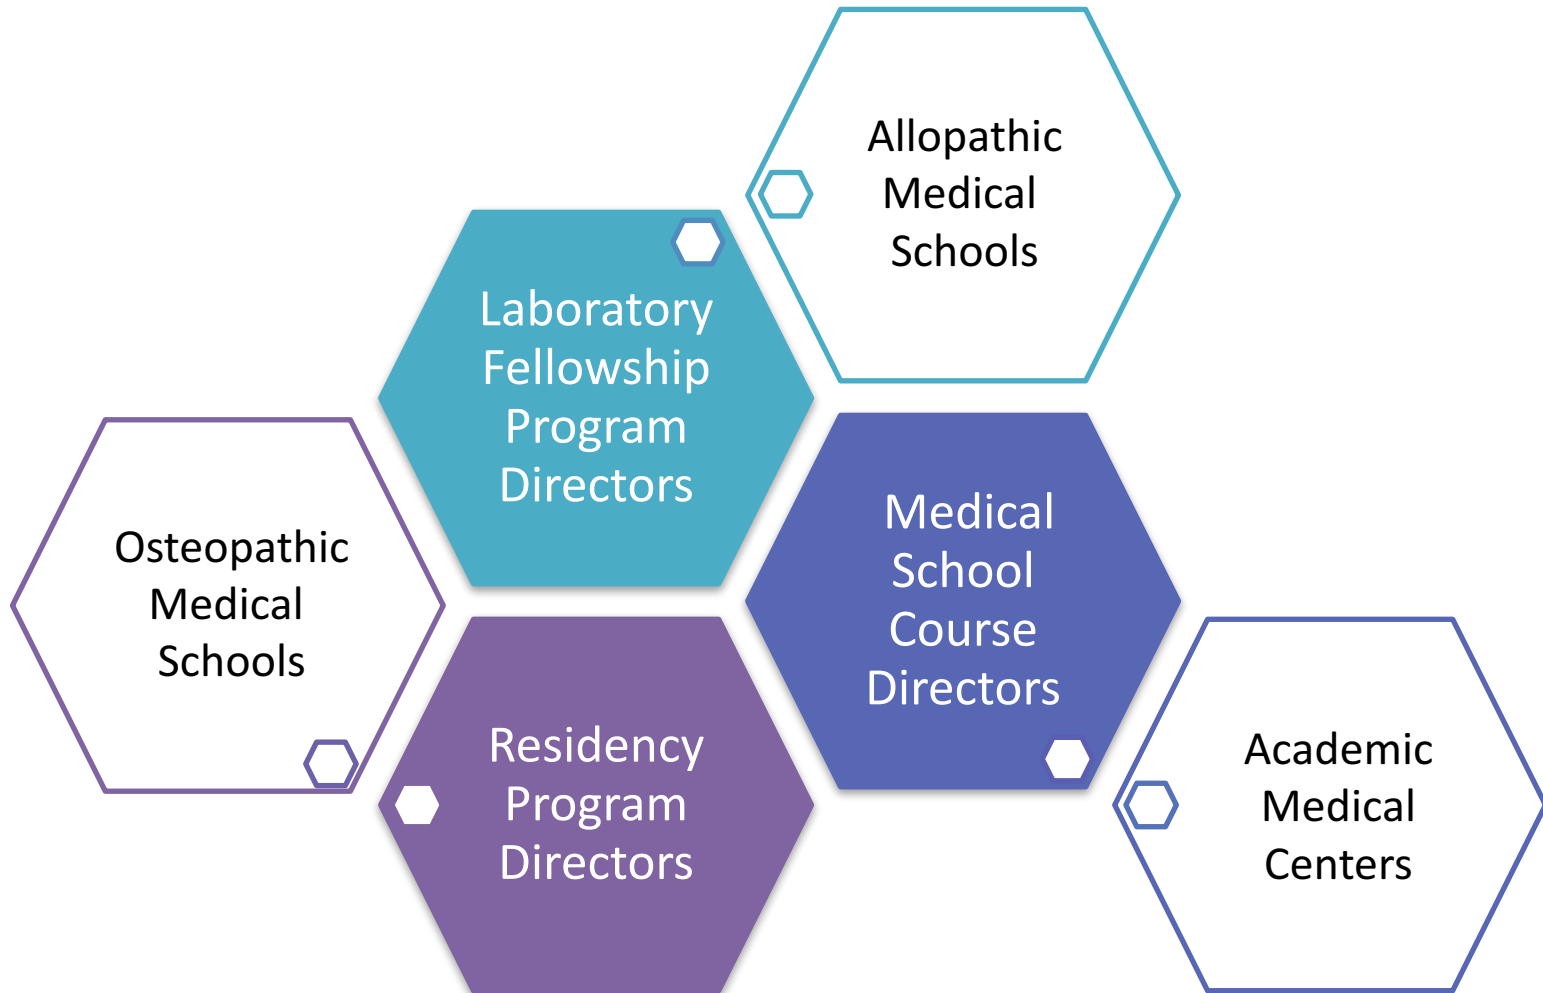 Allopathic
Medical
Schools
Laboratory
Fellowship
Program
Directors
Osteopathic
Medical
Schools
Medical
School
Course
Directors
Residency
Program
Directors
Academic
Medical
Centers